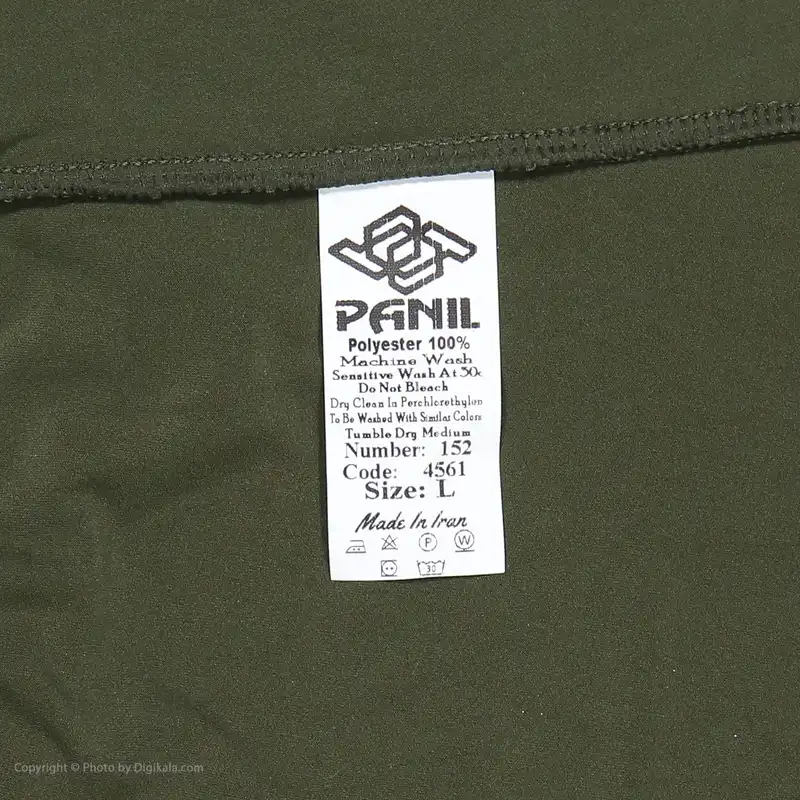 PANIL
Polyester 100%
Machine Wash
Sensitive Wash At 30c
Do Not Bleach
Dry Clean In Perchlorethylen
To Be Washed With Similar Colors
Tumble Dry Medium
Number: 152
Code: 4561
Size: L
Made In Iran
P W
30
Copyright © Photo by Digikala.com